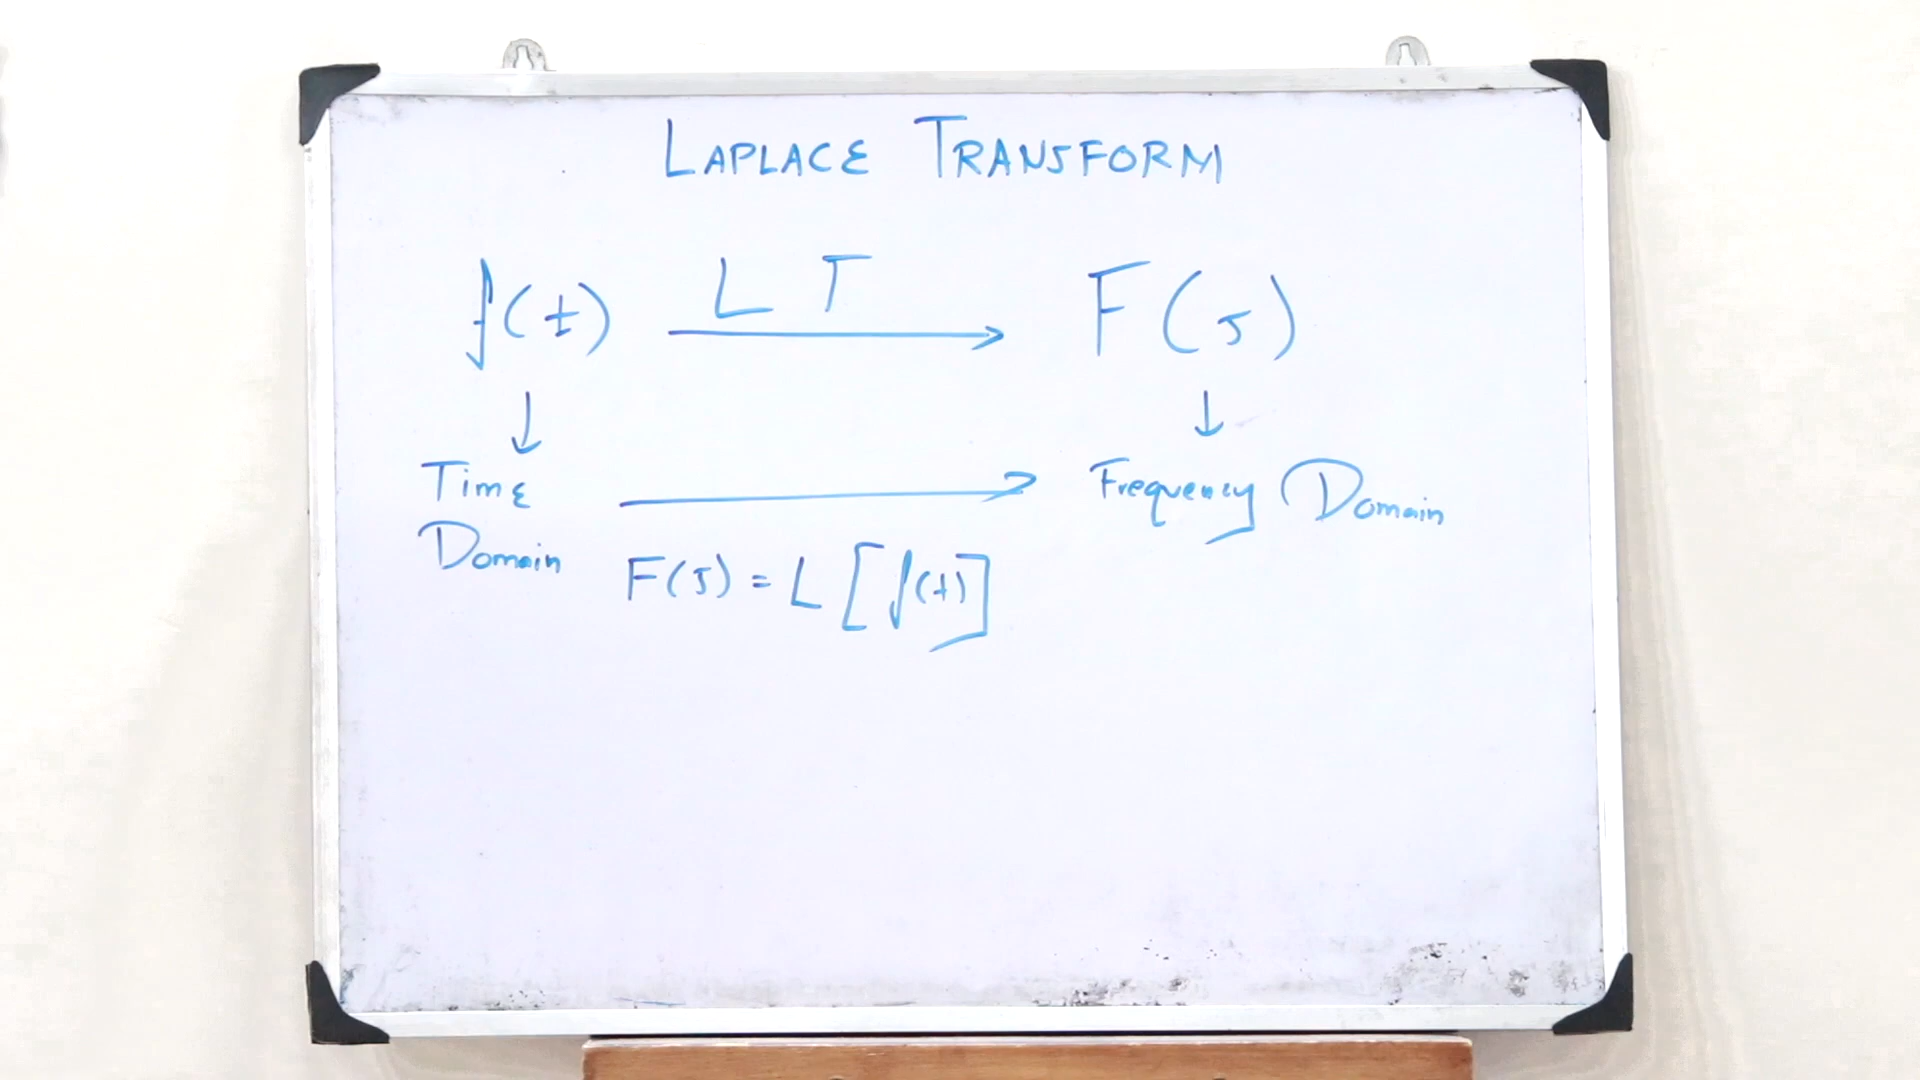 LAPLACE TRANSFORM
f(t) LT F(s)
↓ ↓
Time → Frequency Domain
Domain
F(s) = L [f(t)]